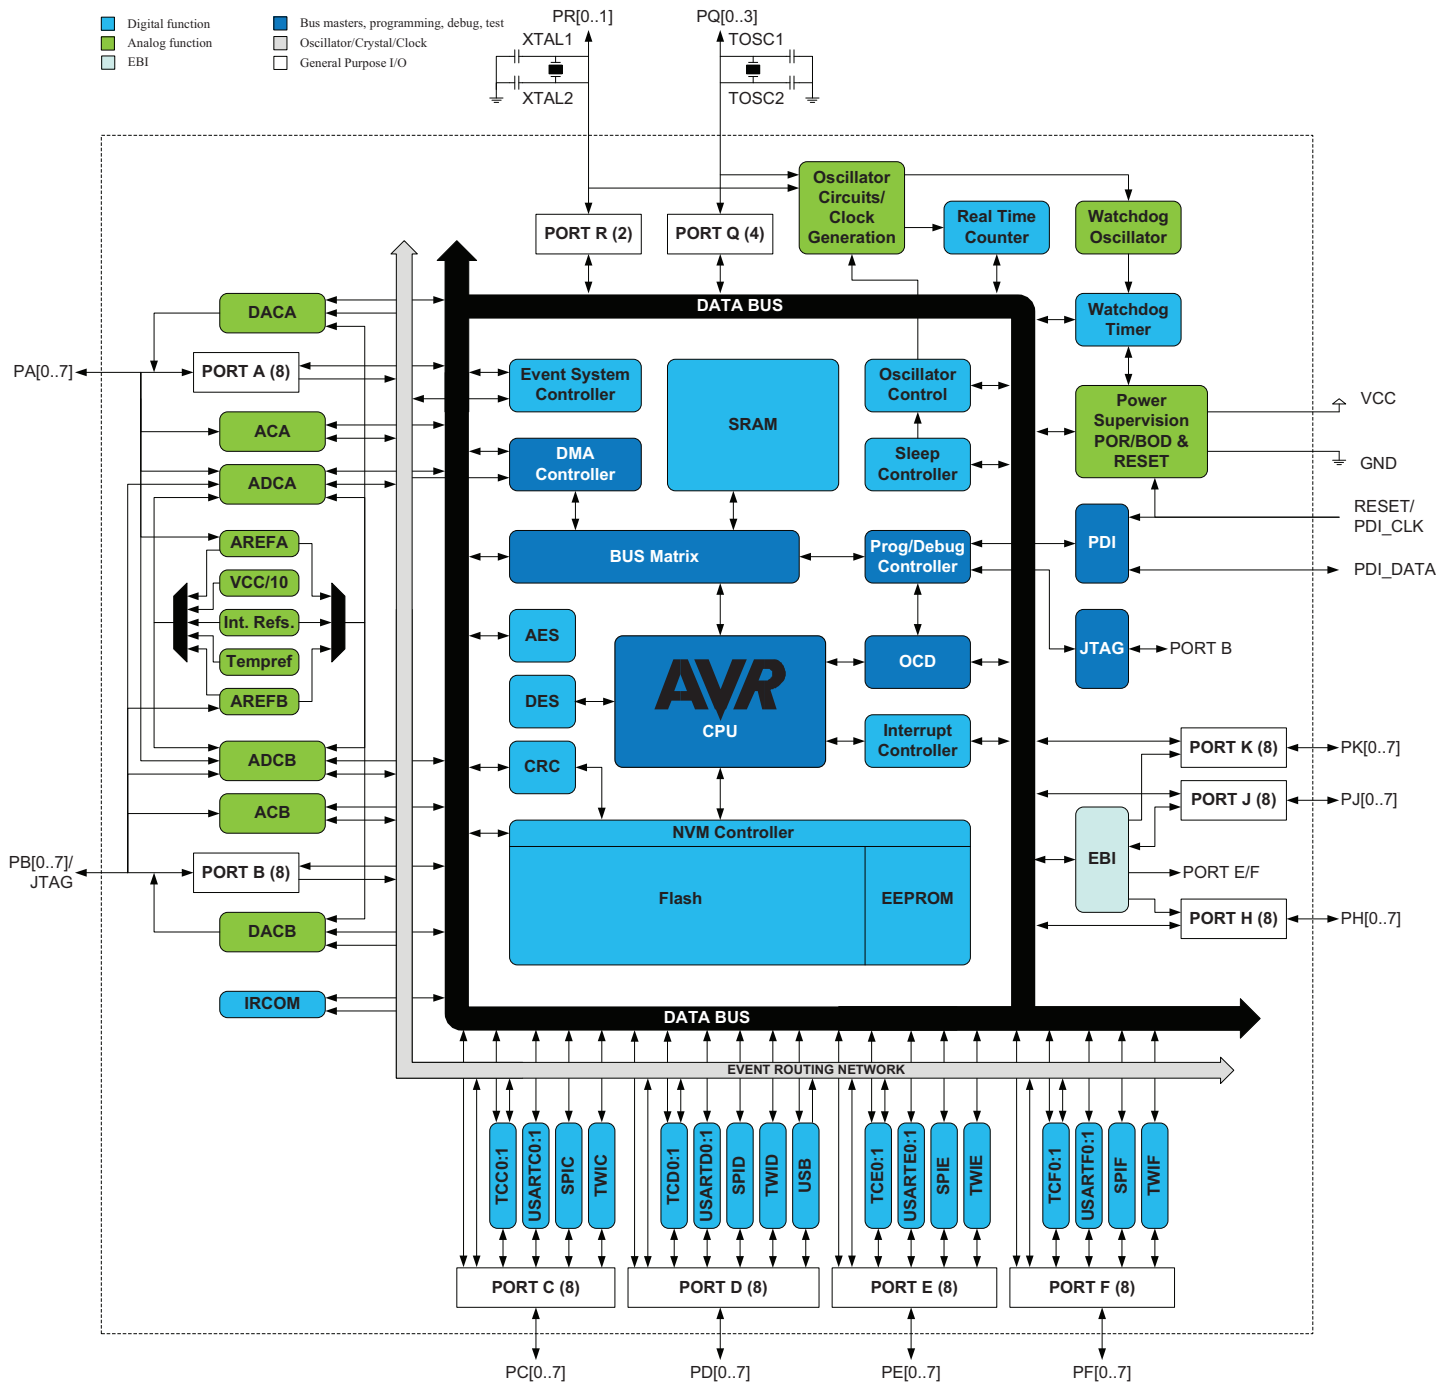 Digital function
Analog function
EBI
Bus masters, programming, debug, test
Oscillator/Crystal/Clock
General Purpose I/O
PR[0..1]
XTAL1
XTAL2
PQ[0..3]
TOSC1
TOSC2
PORT R (2)
PORT Q (4)
Oscillator
Circuits/
Clock
Generation
Real Time
Counter
Watchdog
Oscillator
DATA BUS
Watchdog
Timer
DACA
PA[0..7]
PORT A (8)
ACA
ADCA
AREFA
VCC/10
Int. Refs.
Tempref
AREFB
ADCB
ACB
PB[0..7]/
JTAG
PORT B (8)
DACB
IRCOM
Event System
Controller
DMA
Controller
SRAM
Oscillator
Control
Sleep
Controller
BUS Matrix
Prog/Debug
Controller
AES
DES
CRC
AVR
CPU
OCD
Interrupt
Controller
NVM Controller
Flash
EEPROM
Power
Supervision
POR/BOD &
RESET
VCC
GND
RESET/
PDI_CLK
PDI
PDI_DATA
JTAG
PORT B
PORT K (8)
PK[0..7]
PORT J (8)
PJ[0..7]
EBI
PORT E/F
PORT H (8)
PH[0..7]
DATA BUS
EVENT ROUTING NETWORK
TCC0:1
USARTC0:1
SPIC
TWIC
TCD0:1
USARTD0:1
SPID
TWID
USB
TCE0:1
USARTE0:1
SPIE
TWIE
TCF0:1
USARTF0:1
SPIF
TWIF
PORT C (8)
PORT D (8)
PORT E (8)
PORT F (8)
PC[0..7]
PD[0..7]
PE[0..7]
PF[0..7]